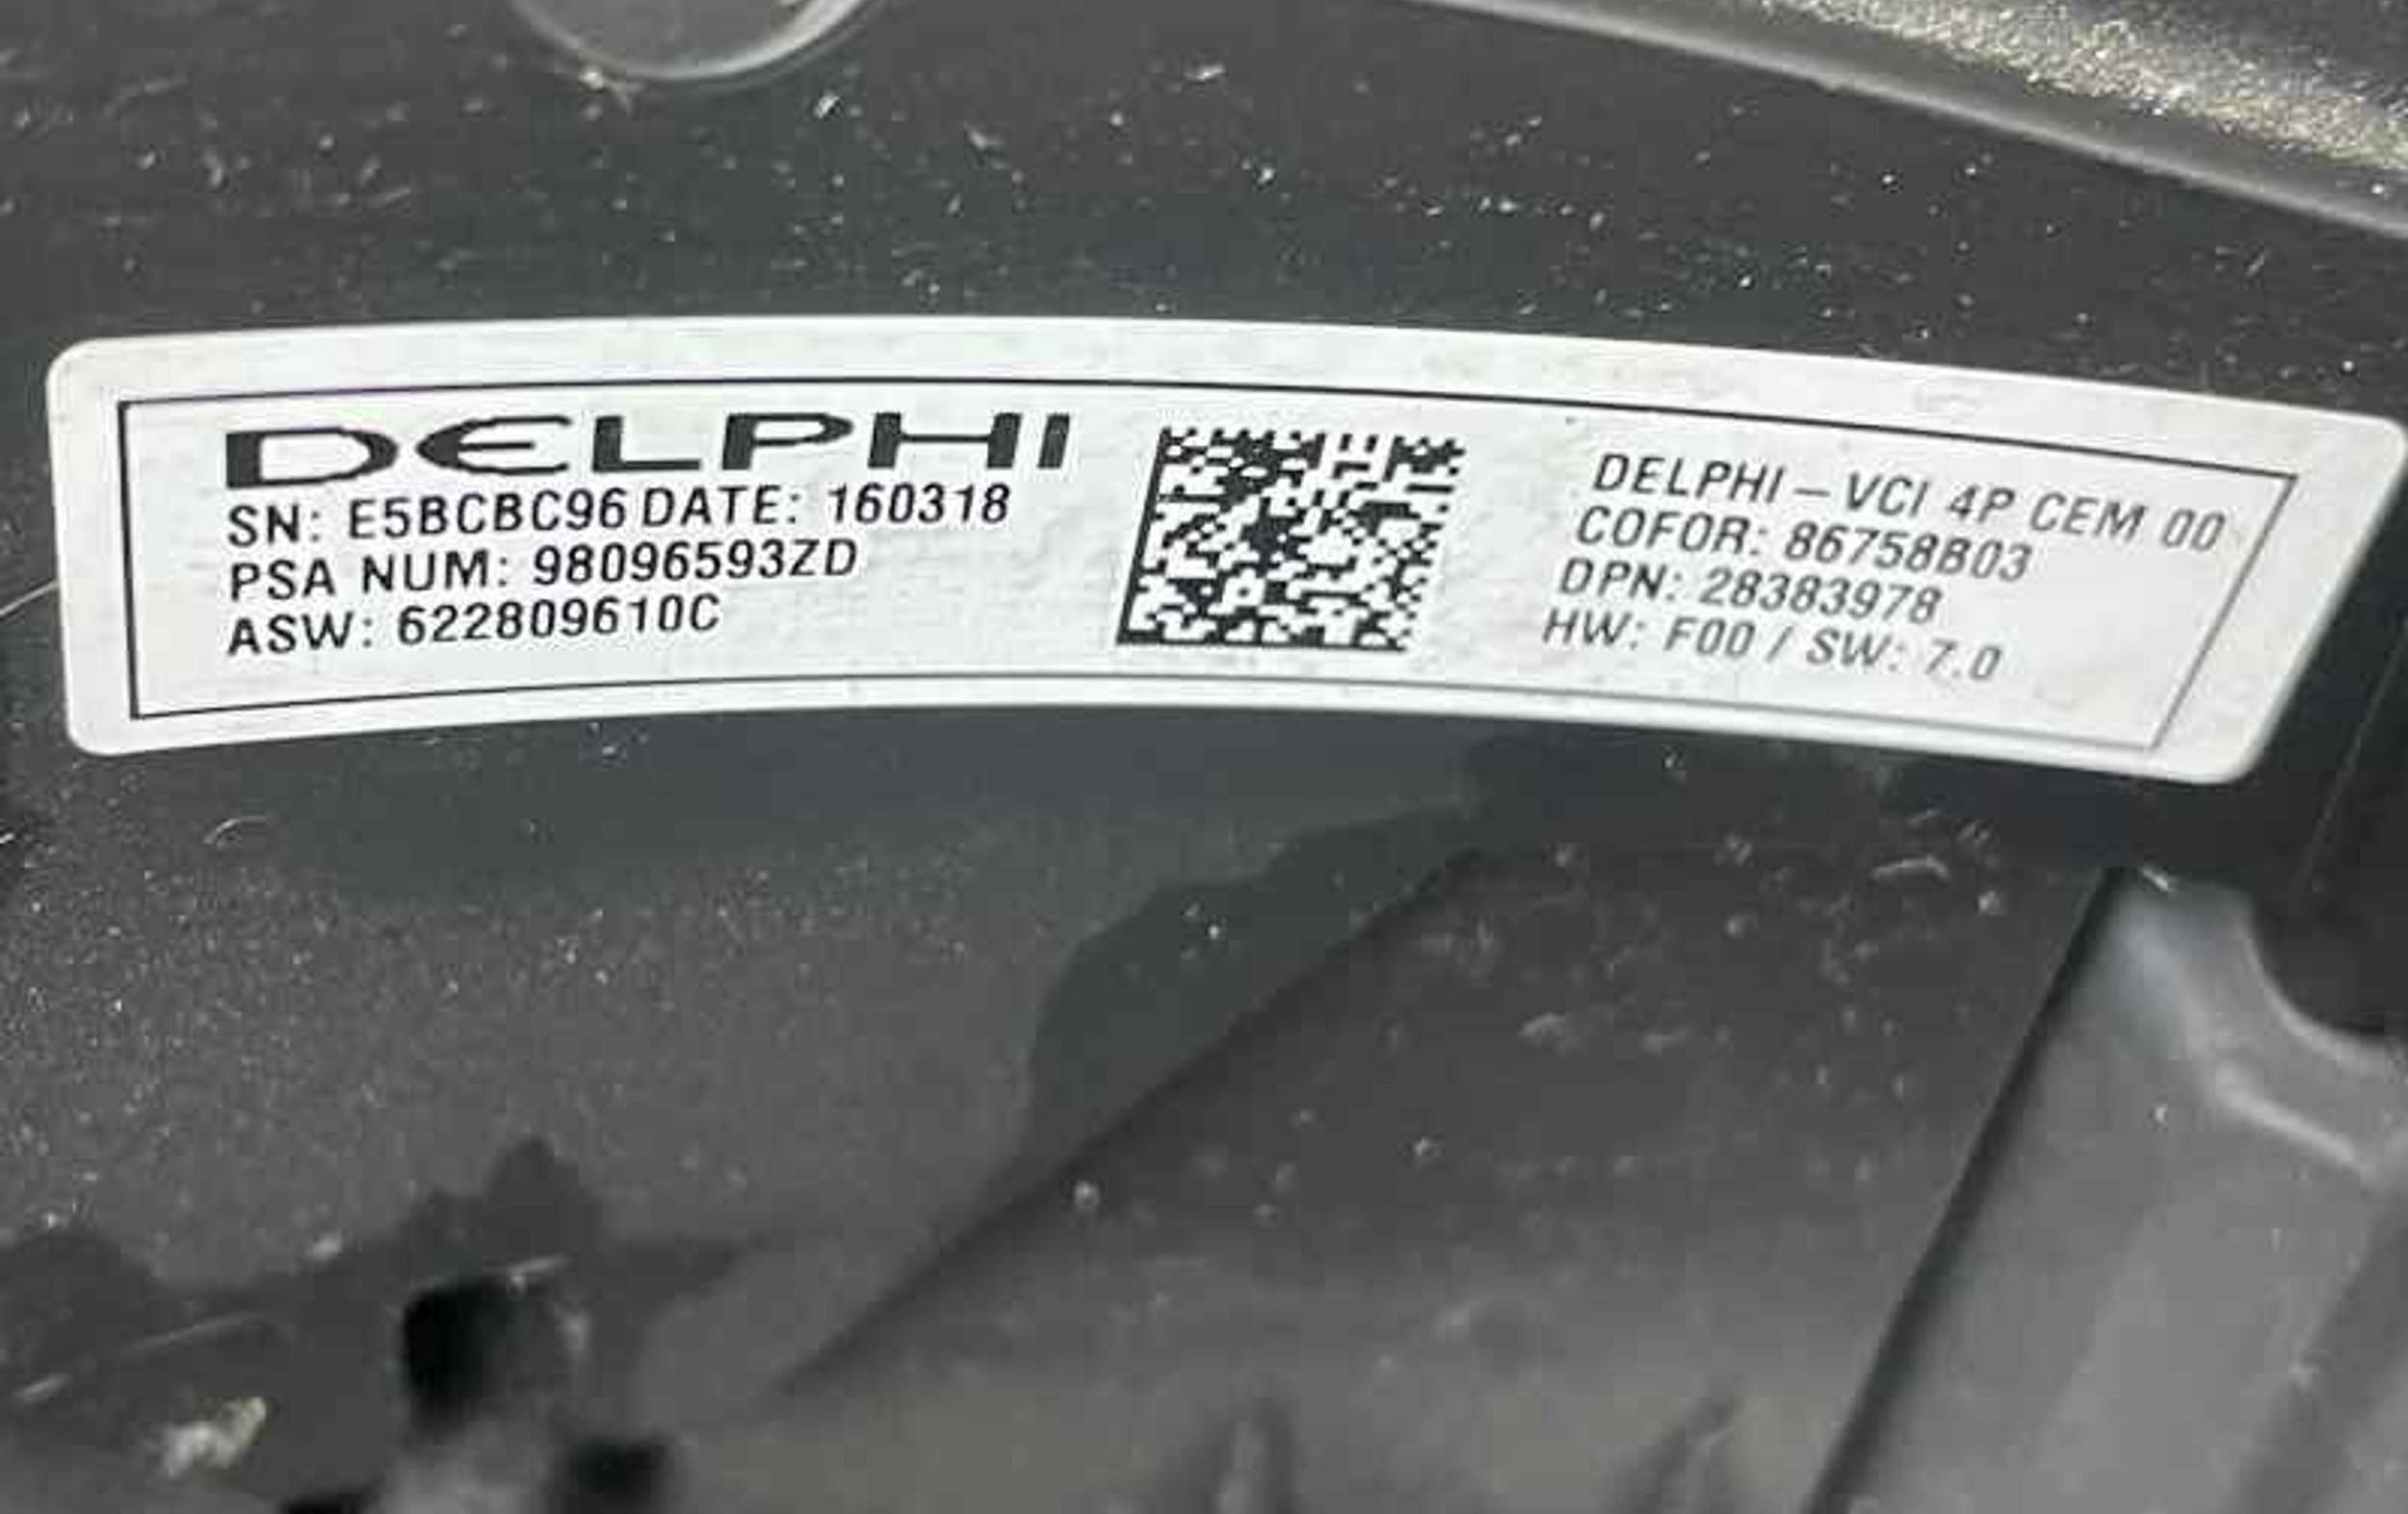 DELPHI
SN: E5BCBC96 DATE: 160318
PSA NUM: 98096593ZD
ASW: 622809610C
DELPHI – VCI 4P CEM 00
COFOR: 86758B03
DPN: 28383978
HW: F00 / SW: 7.0